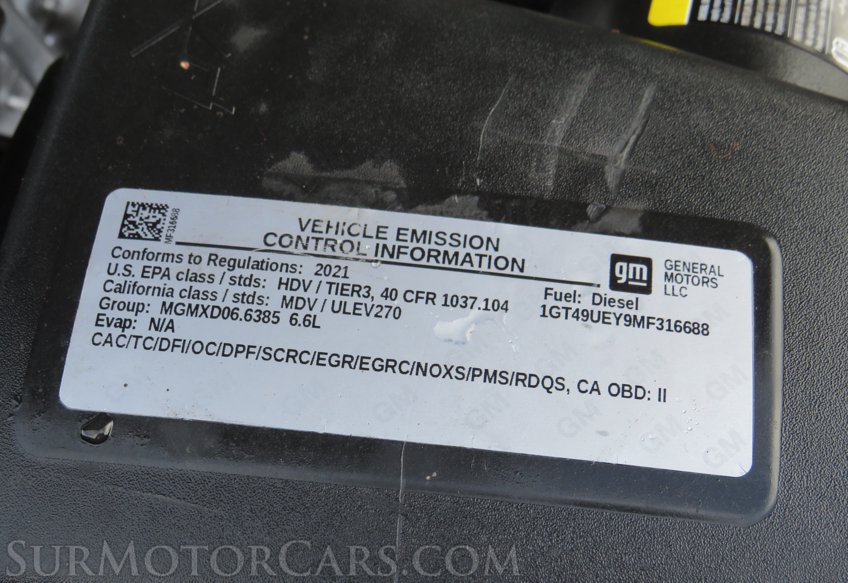 MF316688
VEHICLE EMISSION
CONTROL INFORMATION
gm
GENERAL
MOTORS
LLC
Conforms to Regulations: 2021
U.S. EPA class / stds: HDV / TIER3, 40 CFR 1037.104
California class / stds: MDV / ULEV270
Group: MGMXD06.6385 6.6L
Evap: N/A
Fuel: Diesel
1GT49UEY9MF316688
CAC/TC/DFI/OC/DPF/SCRC/EGR/EGRC/NOXS/PMS/RDQS, CA OBD: II
SURMOTORCARS.COM